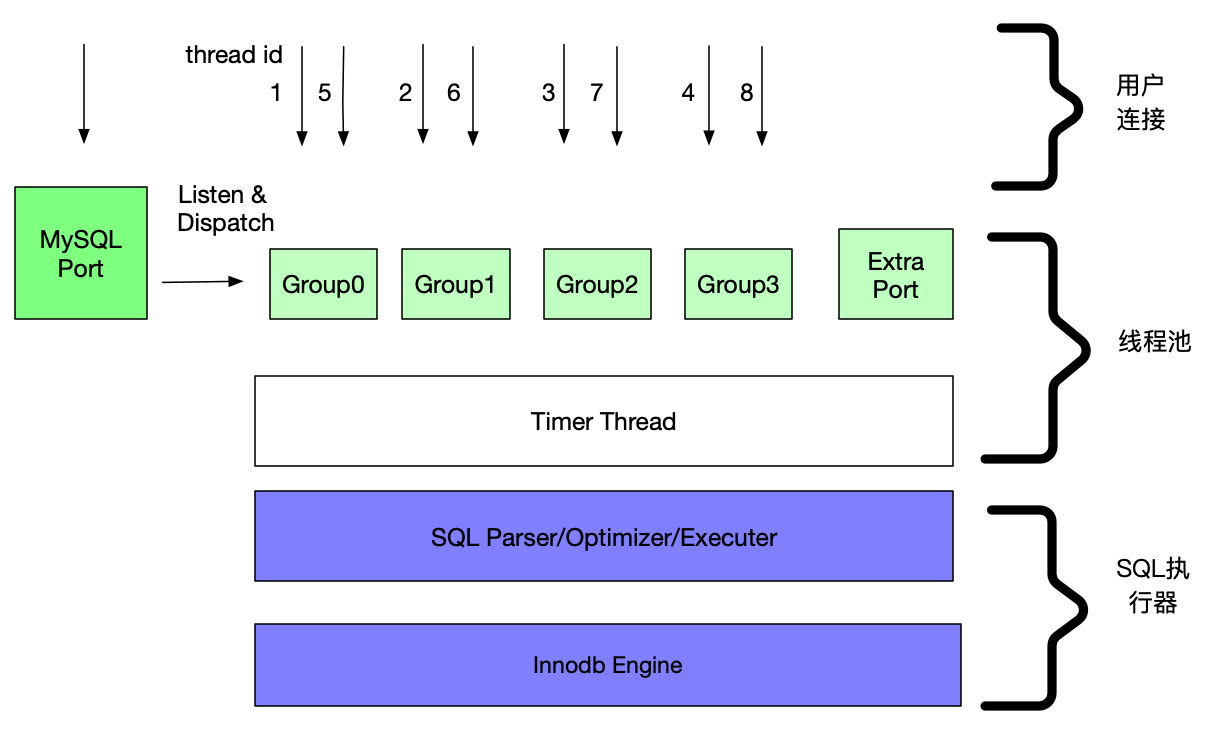 thread id
1 5 2 6 3 7 4 8
用户
连接
MySQL
Port
Listen &
Dispatch
Group0
Group1
Group2
Group3
Extra
Port
线程池
Timer Thread
SQL Parser/Optimizer/Executer
SQL执
行器
Innodb Engine